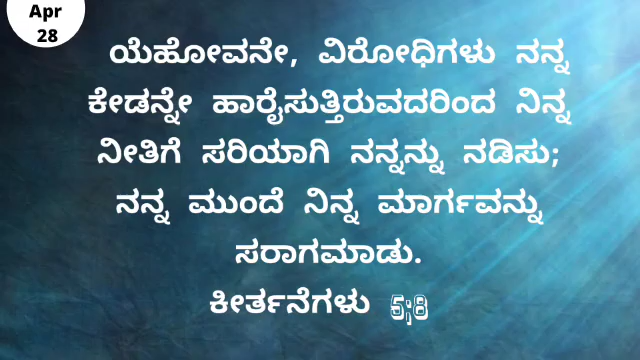 Apr
28
ಯೆಹೋವನೇ, ವಿರೋಧಿಗಳು ನನ್ನ
ಕೇಡನ್ನೇ ಹಾರೈಸುತ್ತಿರುವದರಿಂದ ನಿನ್ನ
ನೀತಿಗೆ ಸರಿಯಾಗಿ ನನ್ನನ್ನು ನಡಿಸು;
ನನ್ನ ಮುಂದೆ ನಿನ್ನ ಮಾರ್ಗವನ್ನು
ಸರಾಗಮಾಡು.
ಕೀರ್ತನೆಗಳು 5;8